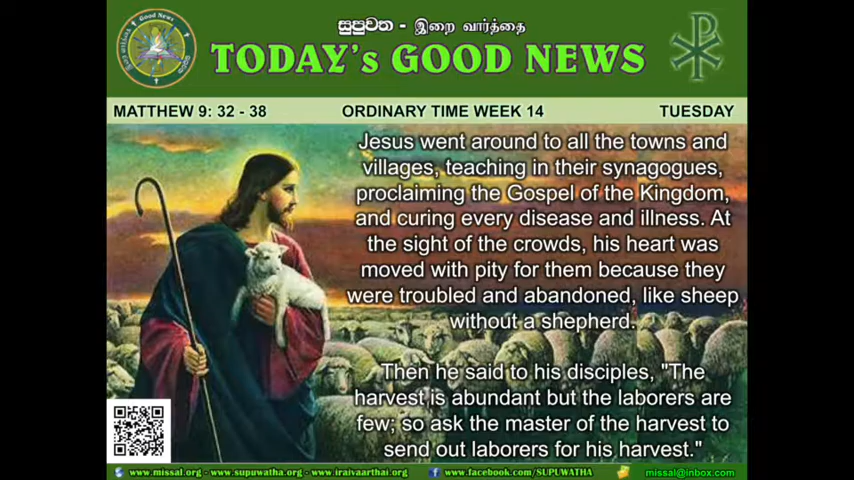 Good News
සුපුවත - இறை வார்த்தை
TODAY's GOOD NEWS
MATTHEW 9: 32 - 38 ORDINARY TIME WEEK 14 TUESDAY
Jesus went around to all the towns and
villages, teaching in their synagogues,
proclaiming the Gospel of the Kingdom,
and curing every disease and illness. At
the sight of the crowds, his heart was
moved with pity for them because they
were troubled and abandoned, like sheep
without a shepherd.
Then he said to his disciples, "The
harvest is abundant but the laborers are
few; so ask the master of the harvest to
send out laborers for his harvest."
www.missal.org - www.supuwatha.org - www.iraivaarthai.org www.facebook.com/SUPUWATHA missal@inbox.com